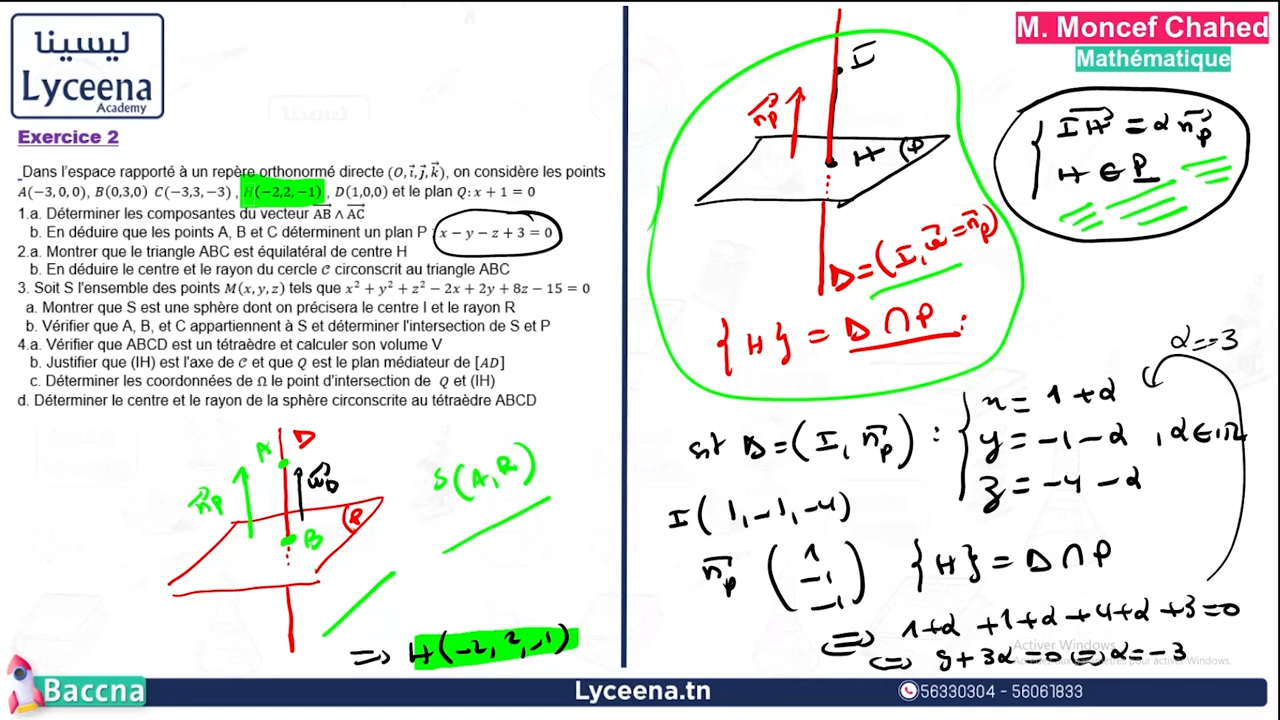 ليسينا
Lyceena
Academy
M. Moncef Chahed
Mathématique
Exercice 2
Dans l'espace rapporté à un repère orthonormé directe (O, i⃗, j⃗, k⃗), on considère les points
A(−3,0,0), B(0,3,0) C(−3,3,−3) , H(−2,2,−1) , D(1,0,0) et le plan Q: x + 1 = 0
1.a. Déterminer les composantes du vecteur AB⃗ ∧ AC⃗
b. En déduire que les points A, B et C déterminent un plan P : x − y − z + 3 = 0
2.a. Montrer que le triangle ABC est équilatéral de centre H
b. En déduire le centre et le rayon du cercle 𝒞 circonscrit au triangle ABC
3. Soit S l'ensemble des points M(x, y, z) tels que x² + y² + z² − 2x + 2y + 8z − 15 = 0
a. Montrer que S est une sphère dont on précisera le centre I et le rayon R
b. Vérifier que A, B, et C appartiennent à S et déterminer l'intersection de S et P
4.a. Vérifier que ABCD est un tétraèdre et calculer son volume V
b. Justifier que (IH) est l'axe de 𝒞 et que Q est le plan médiateur de [AD]
c. Déterminer les coordonnées de Ω le point d'intersection de Q et (IH)
d. Déterminer le centre et le rayon de la sphère circonscrite au tétraèdre ABCD
A
D
n⃗p
u⃗D
(P)
B
S(A, R)
=> H(−2, 2, −1)
I
n⃗p
H
(P)
D = (I, u⃗ = n⃗p)
{H} = D ∩ P :
IH⃗ = α n⃗p
H ∈ P
α = −3
soit D = (I, n⃗p) : { x = 1 + α
y = −1 − α , α ∈ IR
z = −4 − α
I(1, −1, −4)
n⃗p (1 −1 −1) {H} = D ∩ P
<=> 1+α +1+α +4+α +3=0
<=> 9 + 3α = 0 <=> α = −3
Activer Windows
Baccna
Lyceena.tn
56330304 - 56061833